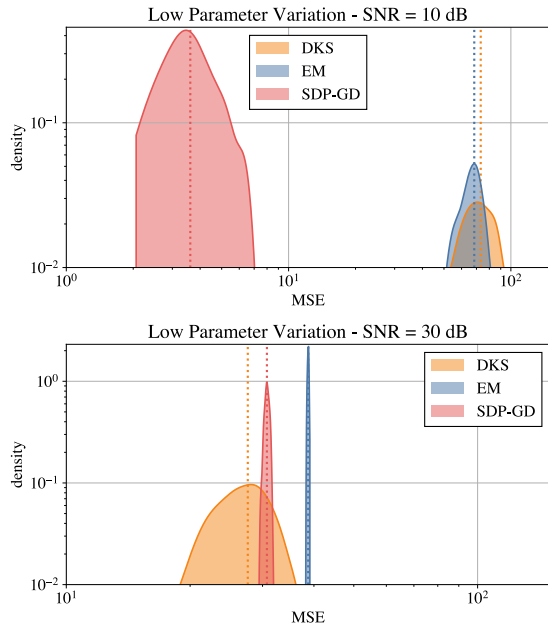 Low Parameter Variation - SNR = 10 dB
DKS
EM
SDP-GD
density
10⁻¹
10⁻²
10⁰
10¹
10²
MSE
Low Parameter Variation - SNR = 30 dB
DKS
EM
SDP-GD
density
10⁰
10⁻¹
10⁻²
10¹
10²
MSE